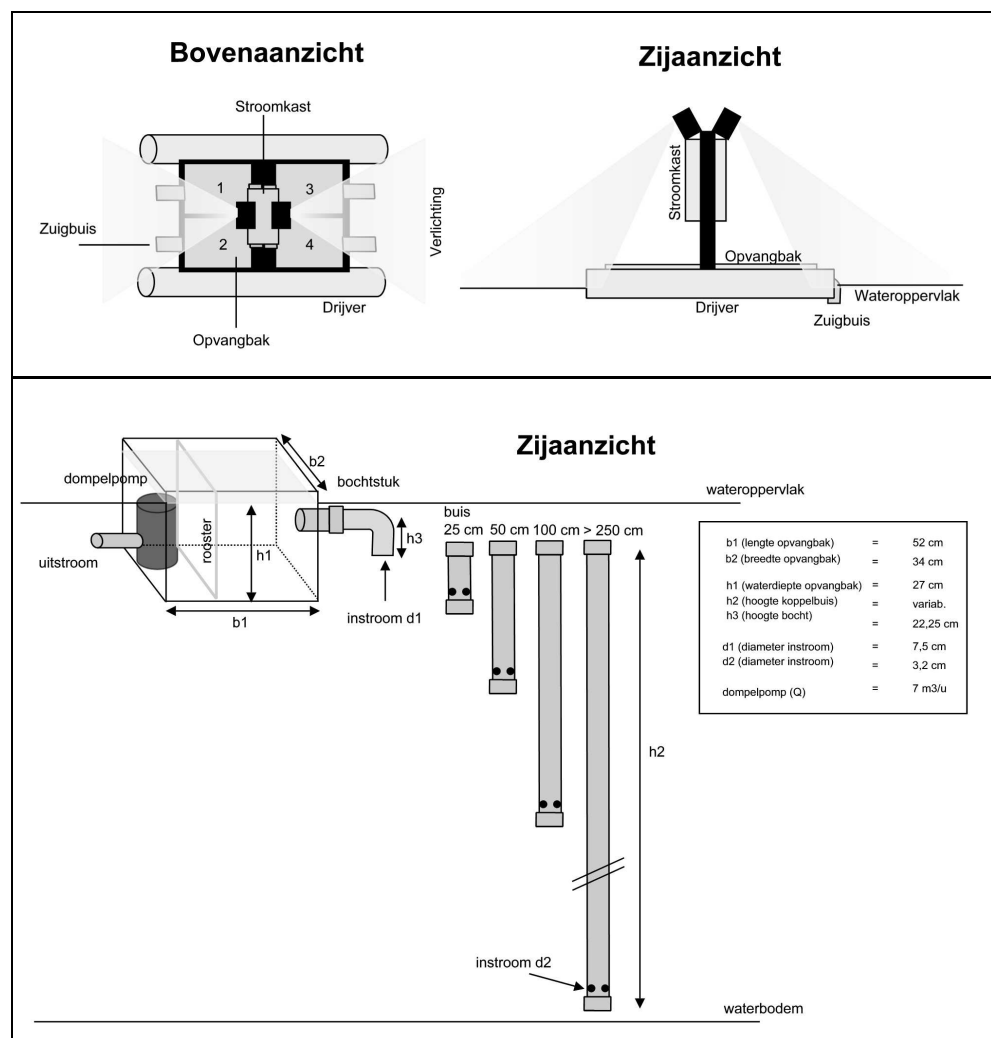 Bovenaanzicht
Zijaanzicht
Stroomkast
1
3
2
4
Zuigbuis
Verlichting
Drijver
Opvangbak
Stroomkast
Opvangbak
Wateroppervlak
Drijver
Zuigbuis
Zijaanzicht
b2
dompelpomp
bochtstuk
wateroppervlak
rooster
h1
h3
uitstroom
b1
instroom d1
buis
25 cm 50 cm 100 cm > 250 cm
b1 (lengte opvangbak) = 52 cm
b2 (breedte opvangbak) = 34 cm
h1 (waterdiepte opvangbak) = 27 cm
h2 (hoogte koppelbuis) = variab.
h3 (hoogte bocht)
= 22,25 cm
d1 (diameter instroom) = 7,5 cm
d2 (diameter instroom) = 3,2 cm
dompelpomp (Q) = 7 m3/u
h2
instroom d2
waterbodem